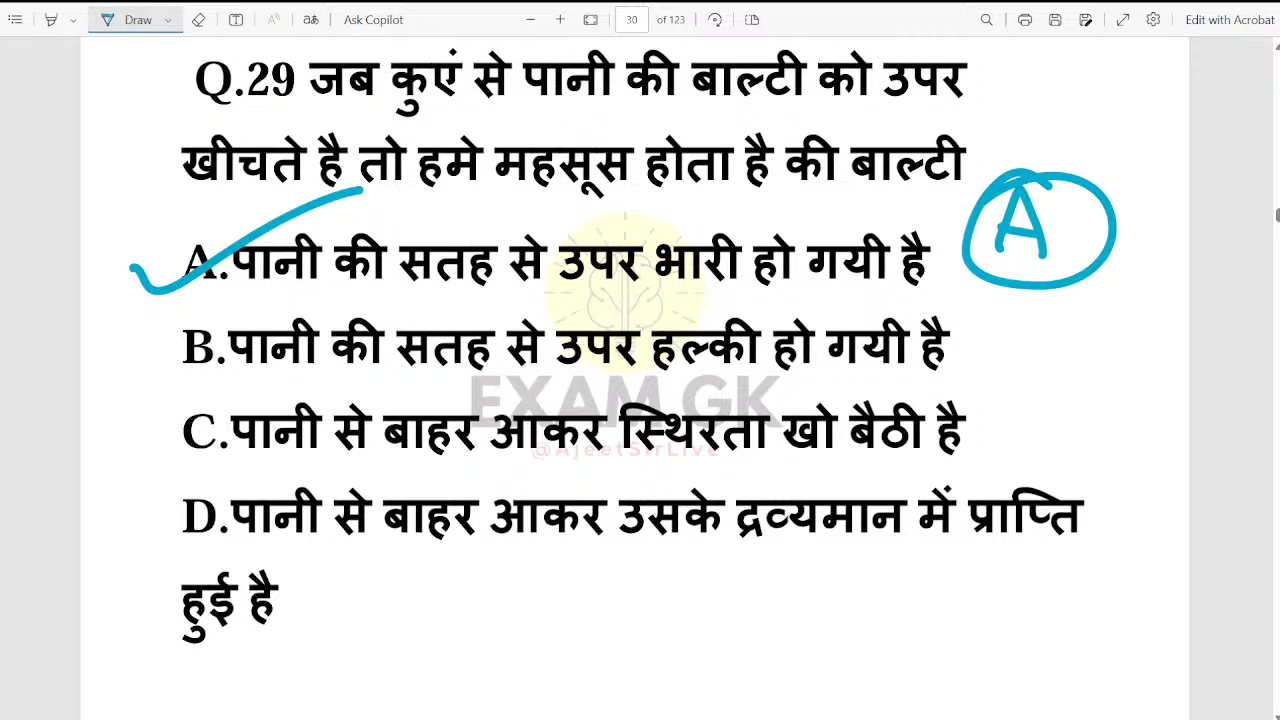 Draw Ask Copilot 30 of 123 Edit with Acrobat
Q.29 जब कुएं से पानी की बाल्टी को उपर
खीचते है तो हमे महसूस होता है की बाल्टी
A.पानी की सतह से उपर भारी हो गयी है
A
B.पानी की सतह से उपर हल्की हो गयी है
EXAM GK
C.पानी से बाहर आकर स्थिरता खो बैठी है
@AjeetSirLive
D.पानी से बाहर आकर उसके द्रव्यमान में प्राप्ति
हुई है